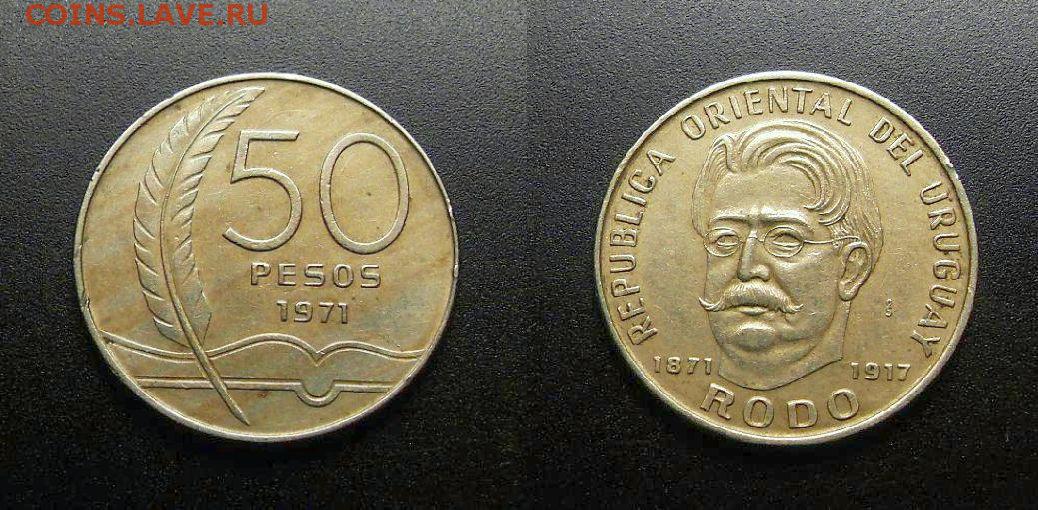 COINS.LAVE.RU
50
PESOS
1971
REPUBLICA ORIENTAL DEL URUGUAY
1871 1917
RODO